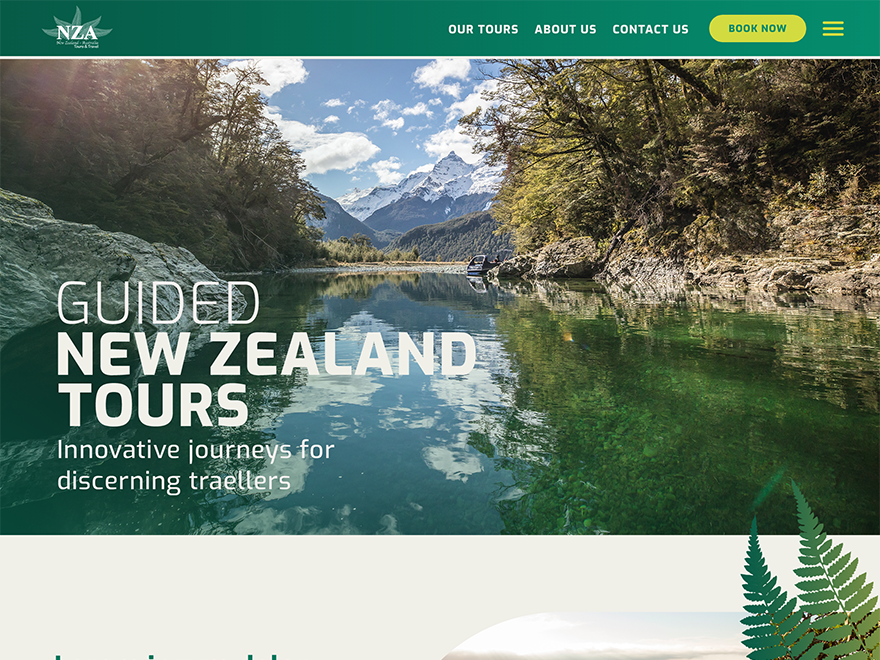 NZA
New Zealand - Australia
Tours & Travel
OUR TOURS ABOUT US CONTACT US BOOK NOW
GUIDED
NEW ZEALAND
TOURS
Innovative journeys for
discerning traellers